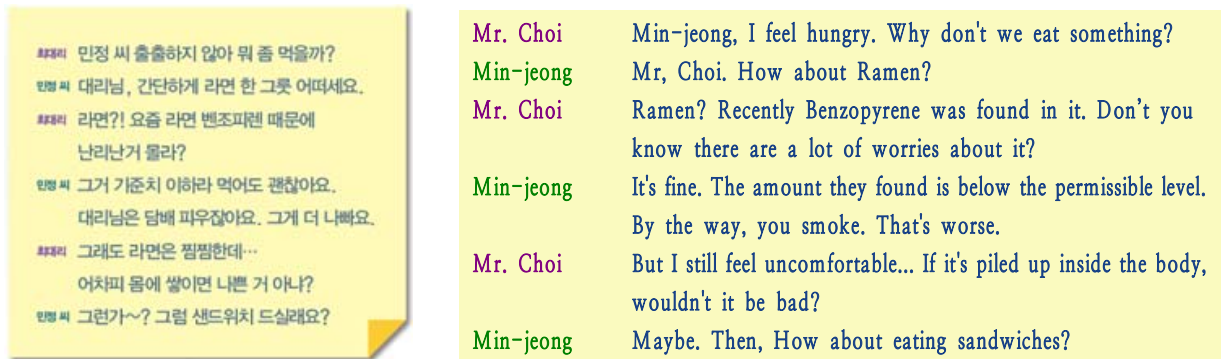 최대리 민정 씨 출출하지 않아 뭐 좀 먹을까?
민정 씨 대리님, 간단하게 라면 한 그릇 어떠세요.
최대리 라면?! 요즘 라면 벤조피렌 때문에
난리난거 몰라?
민정 씨 그거 기준치 이하라 먹어도 괜찮아요.
대리님은 담배 피우잖아요. 그게 더 나빠요.
최대리 그래도 라면은 찜찜한데…
어차피 몸에 쌓이면 나쁜 거 아냐?
민정 씨 그런가~? 그럼 샌드위치 드실래요?
Mr. Choi Min-jeong, I feel hungry. Why don't we eat something?
Min-jeong Mr, Choi. How about Ramen?
Mr. Choi Ramen? Recently Benzopyrene was found in it. Don’t you
know there are a lot of worries about it?
Min-jeong It's fine. The amount they found is below the permissible level.
By the way, you smoke. That's worse.
Mr. Choi But I still feel uncomfortable... If it's piled up inside the body,
wouldn't it be bad?
Min-jeong Maybe. Then, How about eating sandwiches?